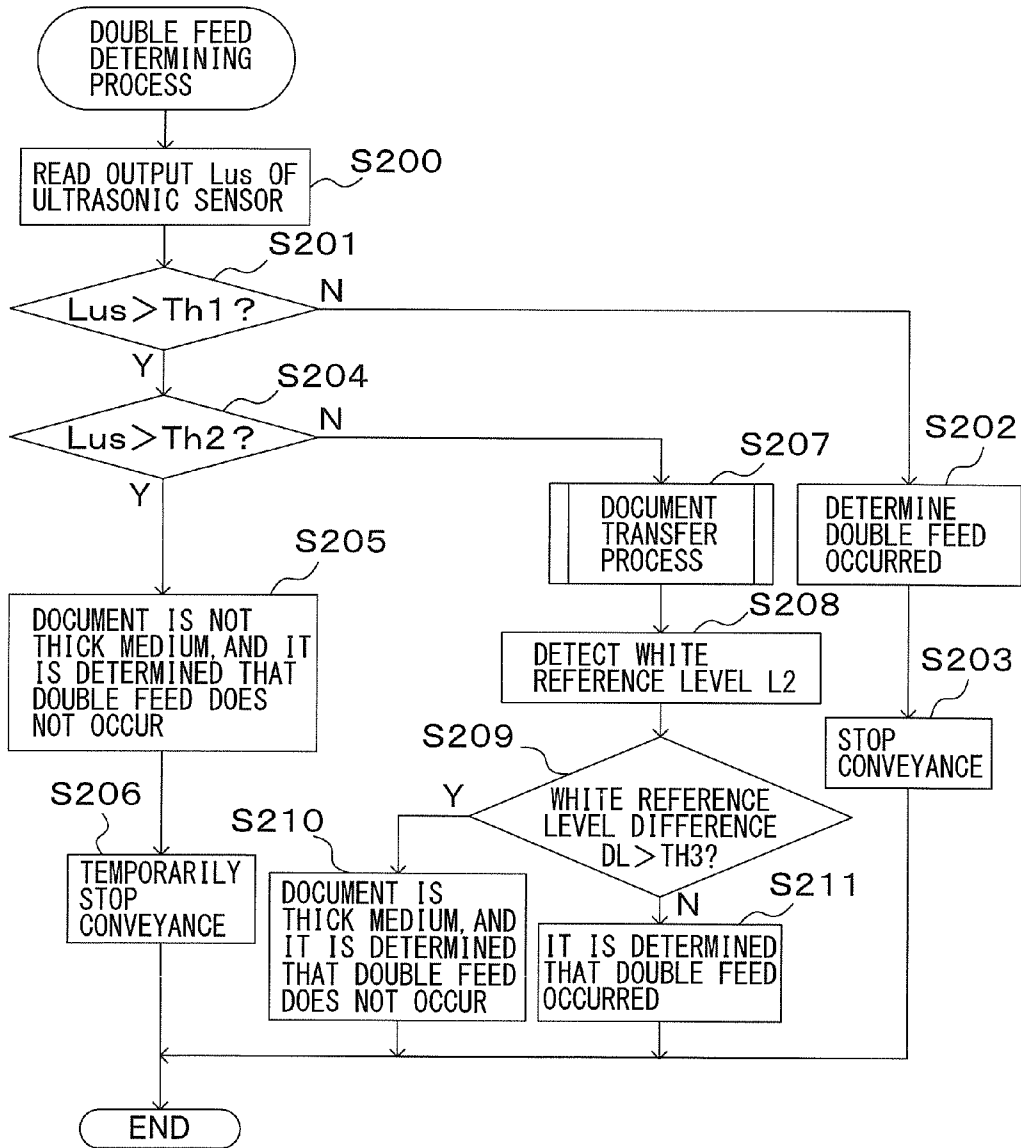 DOUBLE FEED
DETERMINING
PROCESS
S200
READ OUTPUT Lus OF
ULTRASONIC SENSOR
S201
Lus>Th1?
N
Y
S204
Lus>Th2?
N
Y
S202
DETERMINE
DOUBLE FEED
OCCURRED
S207
DOCUMENT
TRANSFER
PROCESS
S205
DOCUMENT IS NOT
THICK MEDIUM, AND IT
IS DETERMINED THAT
DOUBLE FEED DOES
NOT OCCUR
S208
DETECT WHITE
REFERENCE LEVEL L2
S203
STOP
CONVEYANCE
S209
WHITE REFERENCE
LEVEL DIFFERENCE
DL>TH3?
Y
N
S206
TEMPORARILY
STOP
CONVEYANCE
S210
DOCUMENT IS
THICK MEDIUM, AND
IT IS DETERMINED
THAT DOUBLE FEED
DOES NOT OCCUR
S211
IT IS DETERMINED
THAT DOUBLE FEED
OCCURRED
END